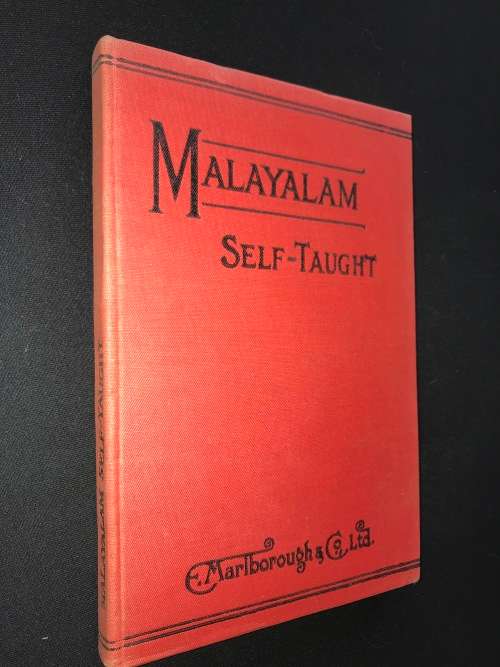 MALAYALAM
SELF-TAUGHT
E. Marlborough & Co. Ltd.
MALAYALAM SELF TAUGHT